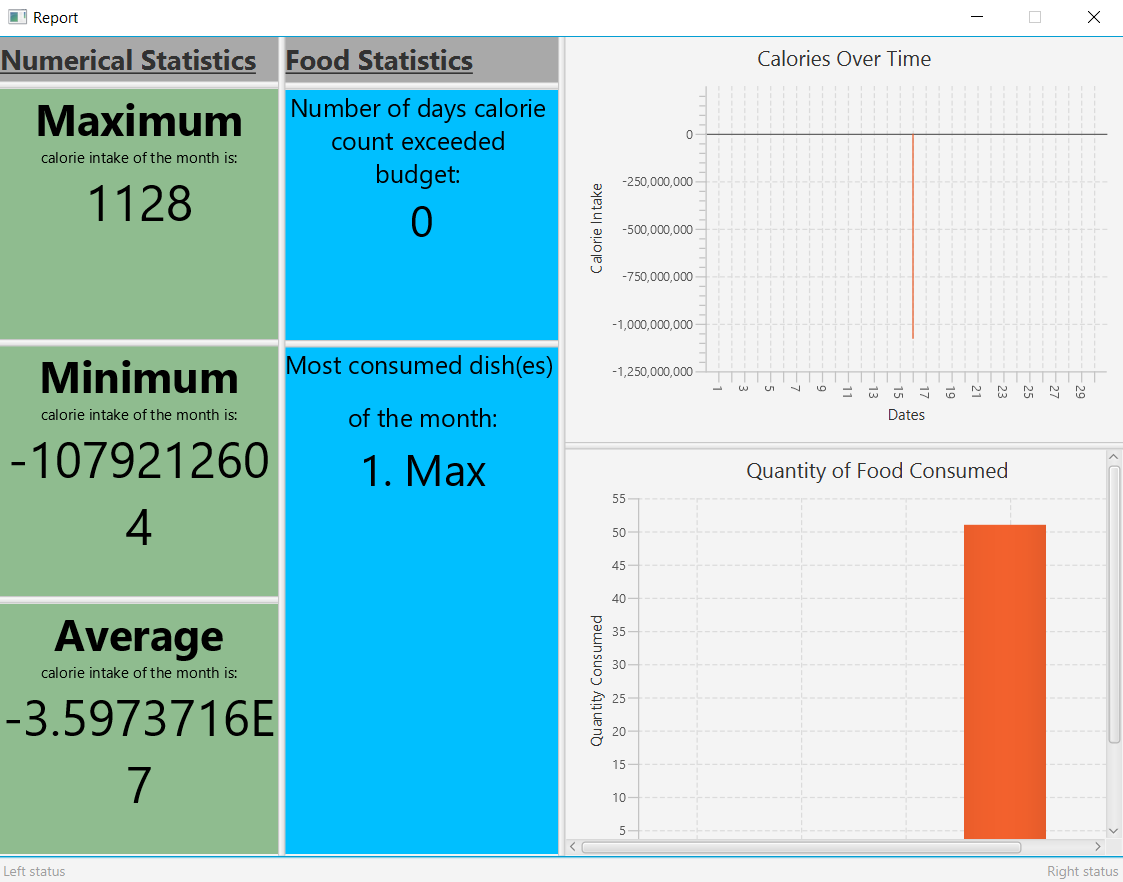 Report
Numerical Statistics
Maximum
calorie intake of the month is:
1128
Minimum
calorie intake of the month is:
-107921260
4
Average
calorie intake of the month is:
-3.5973716E
7
Food Statistics
Number of days calorie
count exceeded
budget:
0
Most consumed dish(es)
of the month:
1. Max
Calories Over Time
Calorie Intake
0
-250,000,000
-500,000,000
-750,000,000
-1,000,000,000
-1,250,000,000
1 3 5 7 9 11 13 15 17 19 21 23 25 27 29
Dates
Quantity of Food Consumed
Quantity Consumed
55
50
45
40
35
30
25
20
15
10
5
Left status
Right status